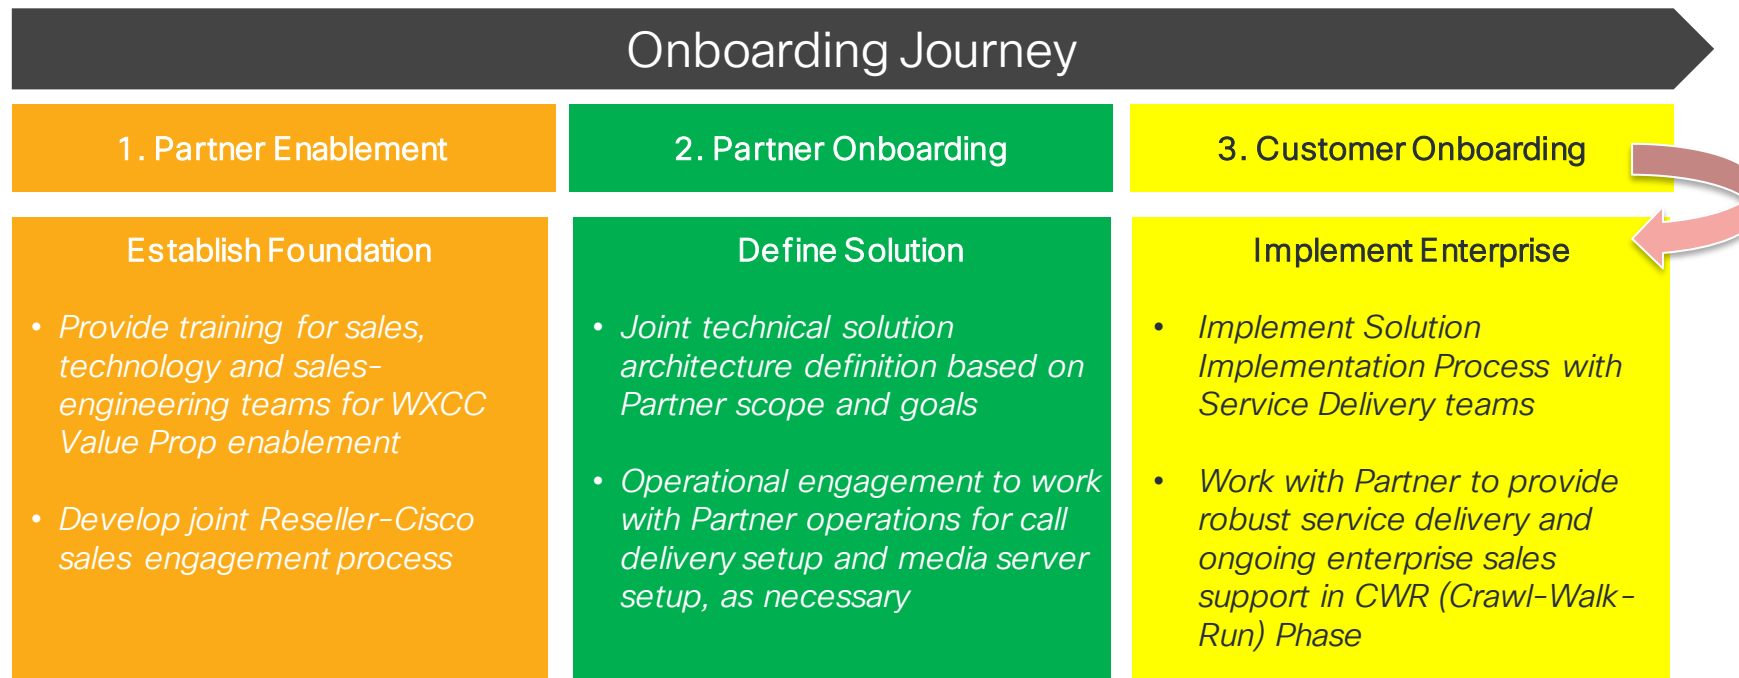 Onboarding Journey
1. Partner Enablement
2. Partner Onboarding
3. Customer Onboarding
Establish Foundation
• Provide training for sales,
technology and sales-
engineering teams for WXCC
Value Prop enablement
• Develop joint Reseller-Cisco
sales engagement process
Define Solution
• Joint technical solution
architecture definition based on
Partner scope and goals
• Operational engagement to work
with Partner operations for call
delivery setup and media server
setup, as necessary
Implement Enterprise
• Implement Solution
Implementation Process with
Service Delivery teams
• Work with Partner to provide
robust service delivery and
ongoing enterprise sales
support in CWR (Crawl-Walk-
Run) Phase